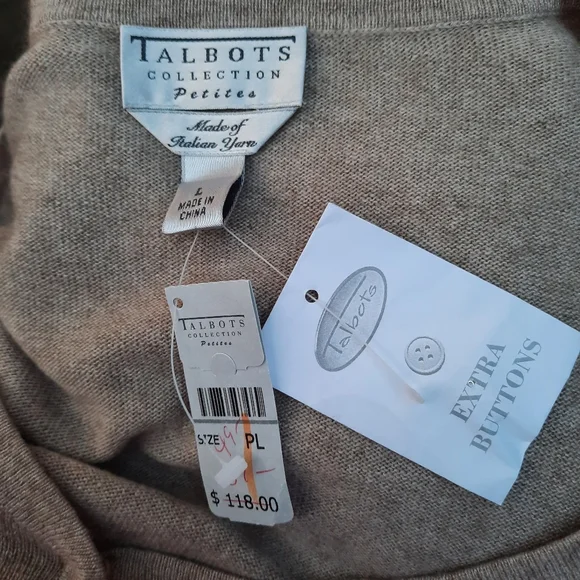 TALBOTS
COLLECTION
Petites
Made of
Italian Yarn
L
MADE IN
CHINA
TALBOTS
COLLECTION
Petites
SIZE PL
$ 118.00
Talbots
EXTRA
BUTTONS